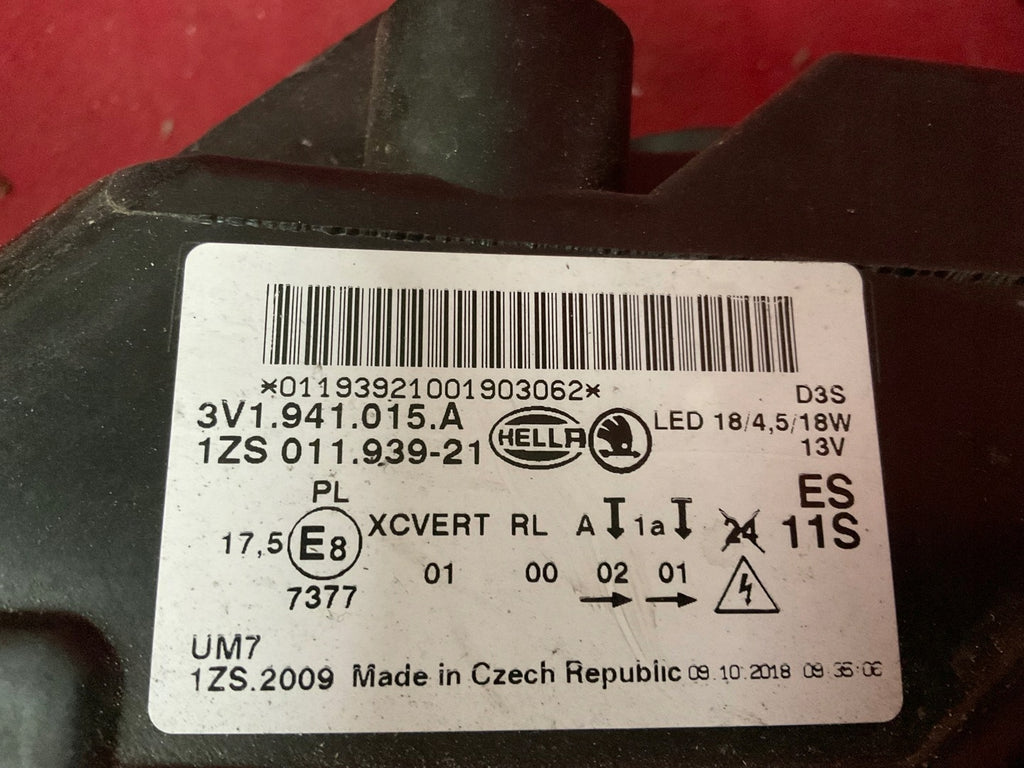 *01193921001903062*
3V1.941.015.A
1ZS 011.939-21
HELLA
D3S
LED 18/4,5/18W
13V
ES
11S
PL
17,5 E8 XCVERT RL A 1a 24
7377 01 00 02 01
UM7
1ZS.2009 Made in Czech Republic 09.10.2018 09:35:06